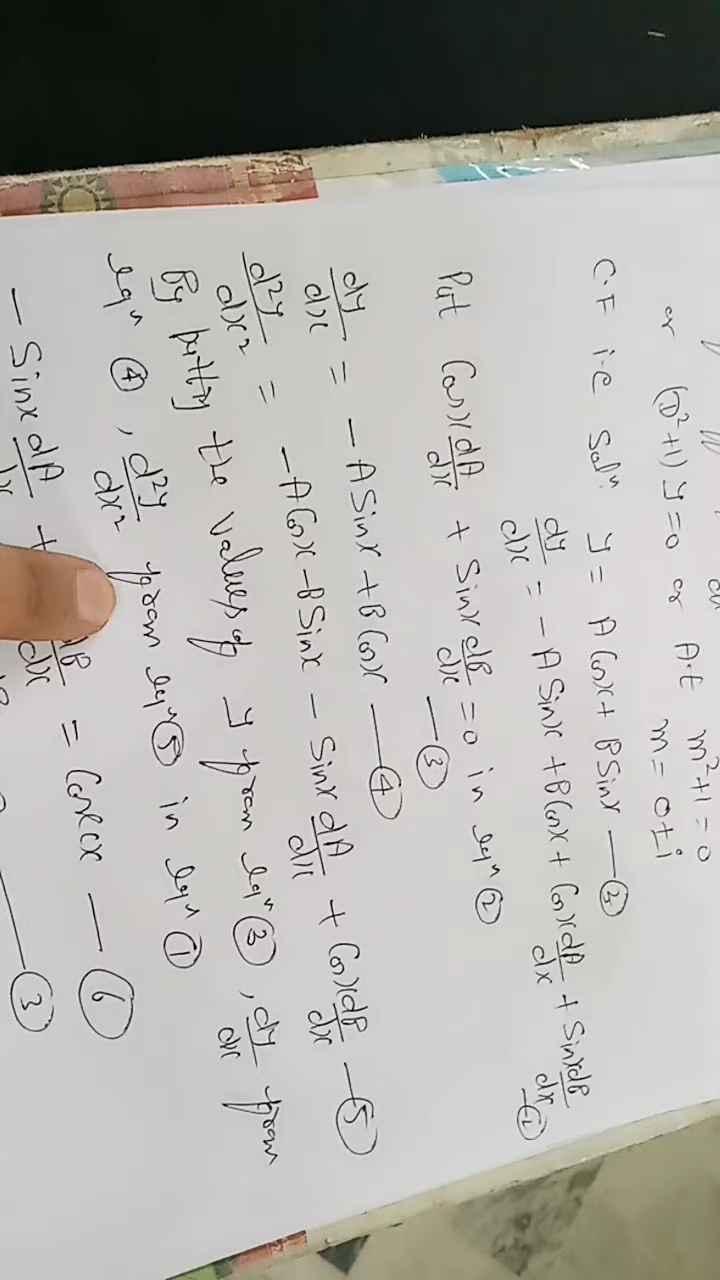 or (D²+1)y=0 or A.E m²+1=0
m=0±i
C.F i.e Solⁿ y= A Cosx + B Sinx —②
dy/dx = -A Sinx + B Cosx + Cosx dA/dx + Sinx dB/dx
Put Cosx dA/dx + Sinx dB/dx = 0 in eqⁿ ②
—③
dy/dx = -A Sinx + B Cosx —④
d²y/dx² = -A Cosx - B Sinx - Sinx dA/dx + Cosx dB/dx —⑤
By putting the values of y from eqⁿ ③, dy/dx from
eqⁿ ④, d²y/dx² from eqⁿ ⑤ in eqⁿ ①
- Sinx dA/dx + dB/dx = Cosecx —⑥
③